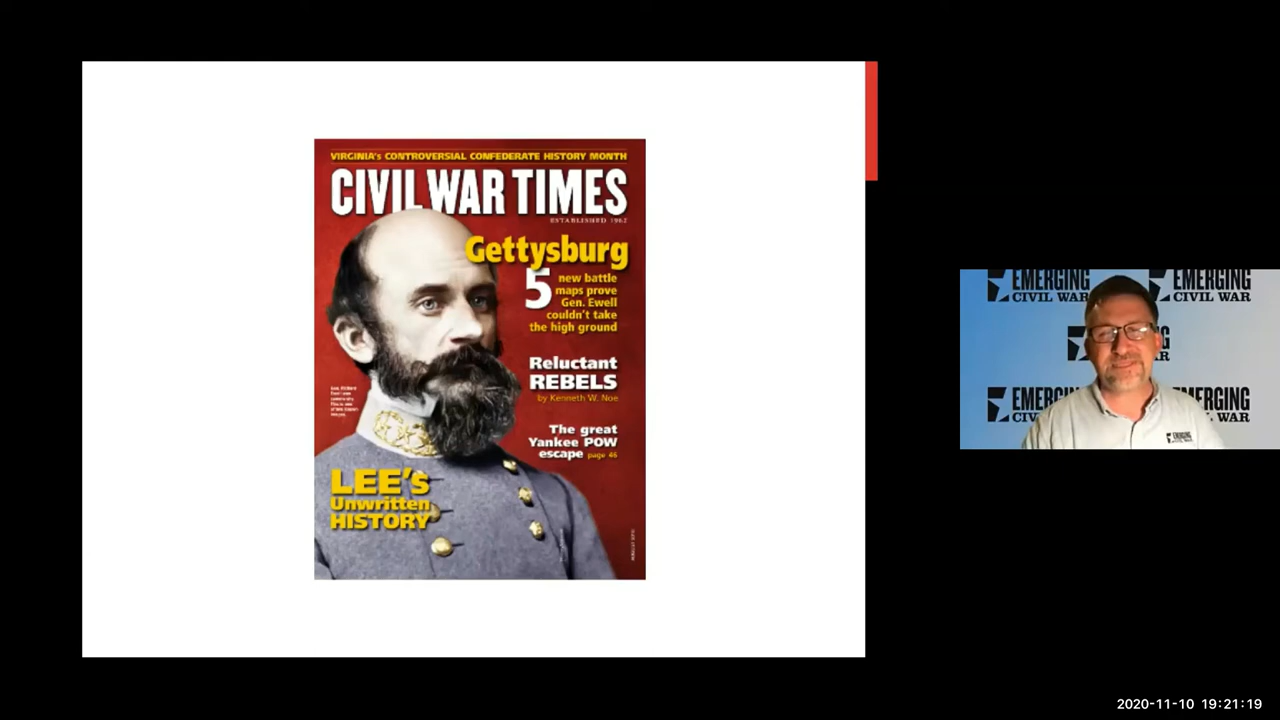 VIRGINIA's CONTROVERSIAL CONFEDERATE HISTORY MONTH
CIVIL WAR TIMES
ESTABLISHED 1962
Gettysburg
5
new battle
maps prove
Gen. Ewell
couldn't take
the high ground
Reluctant
REBELS
by Kenneth W. Noe
The great
Yankee POW
escape page 46
LEE's
Unwritten
HISTORY
EMERGING
CIVIL WAR
EMERGING
CIVIL WAR
EMERGING
EMERGING
CIVIL WAR
EMERGING
2020-11-10 19:21:19